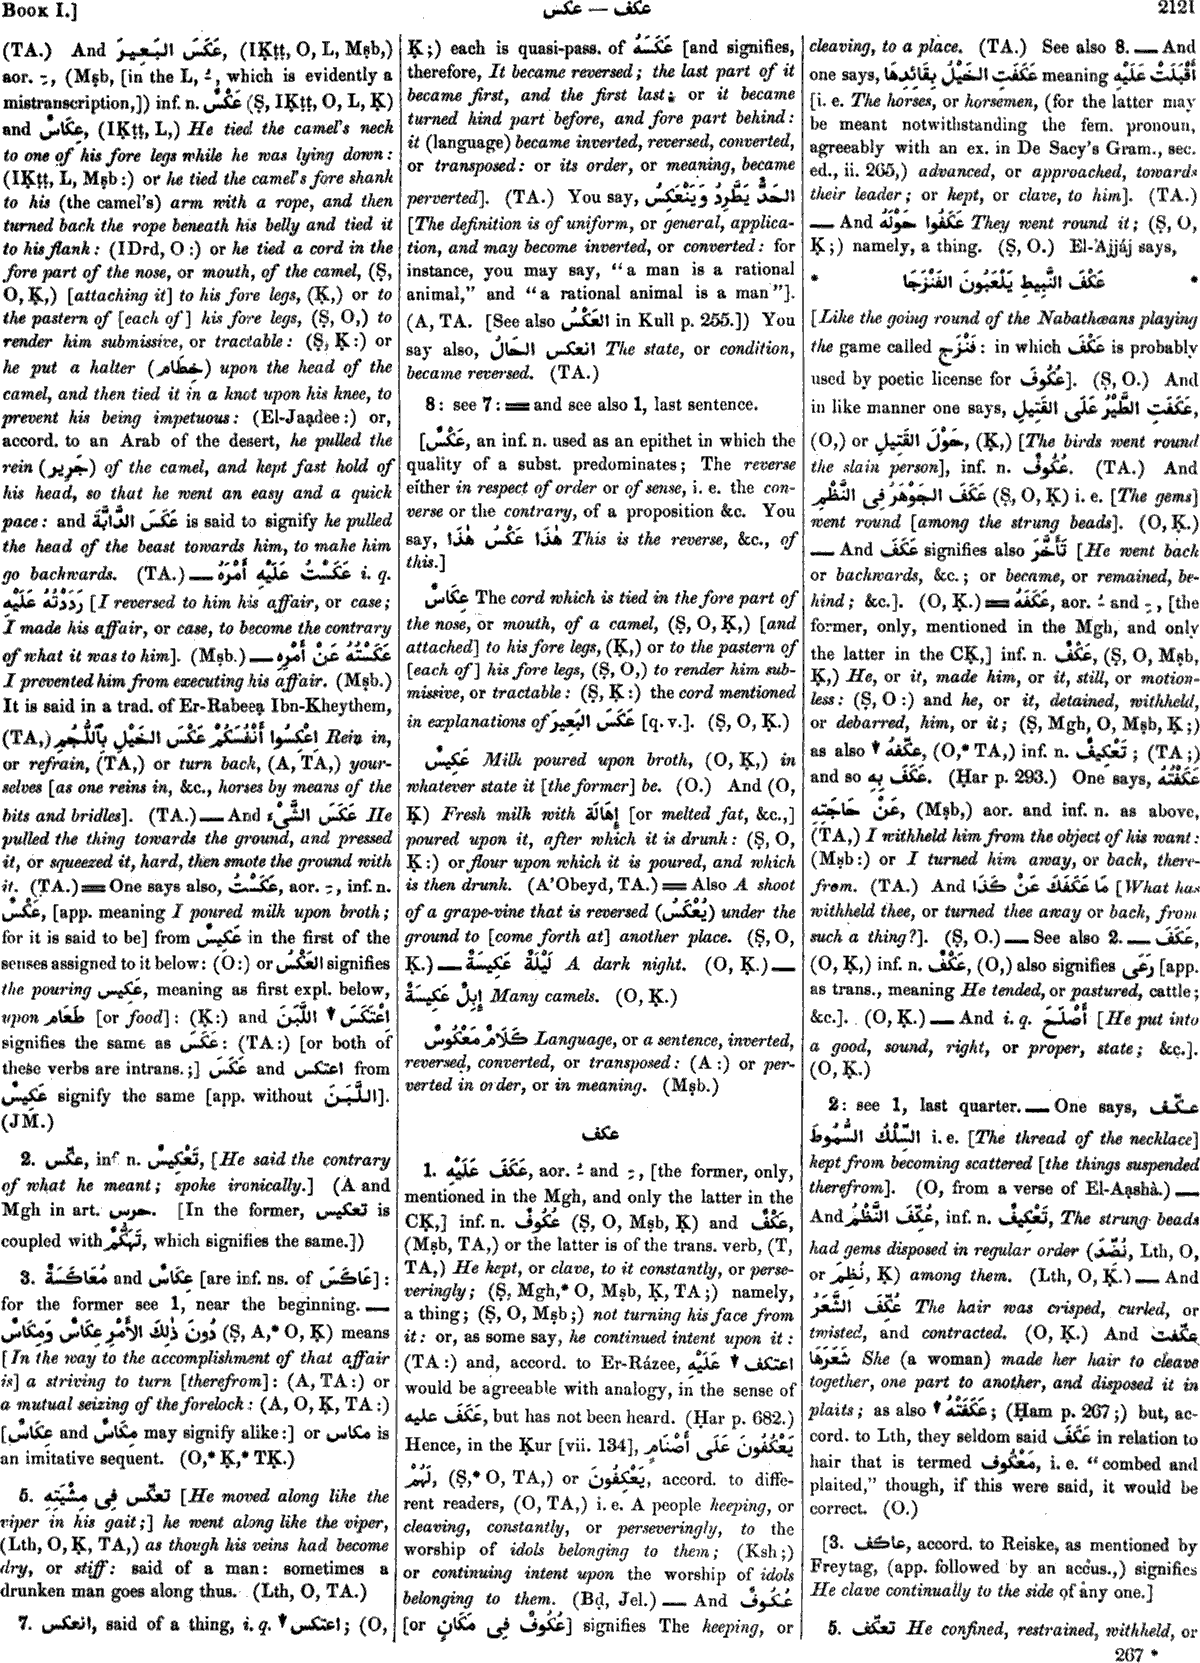 Book I.]
عكف — عكس
2121
(TA.) And عَكَسَ البَعِيرَ, (IḲṭṭ, O, L, Mṣb,)
aor. ـِ, (Mṣb, [in the L, ـُ, which is evidently a
mistranscription,]) inf. n. عَكْسٌ (Ṣ, IḲṭṭ, O, L, Ḳ)
and عِكَاسٌ, (IḲṭṭ, L,) He tied the camel's neck
to one of his fore legs while he was lying down:
(IḲṭṭ, L, Mṣb:) or he tied the camel's fore shank
to his (the camel's) arm with a rope, and then
turned back the rope beneath his belly and tied it
to his flank: (IDrd, O:) or he tied a cord in the
fore part of the nose, or mouth, of the camel, (Ṣ,
O, Ḳ,) [attaching it] to his fore legs, (Ḳ,) or to
the pastern of [each of] his fore legs, (Ṣ, O,) to
render him submissive, or tractable: (Ṣ, Ḳ:) or
he put a halter (خِطَام) upon the head of the
camel, and then tied it in a knot upon his knee, to
prevent his being impetuous: (El-Jaạdee:) or,
accord. to an Arab of the desert, he pulled the
rein (جَرِير) of the camel, and kept fast hold of
his head, so that he went an easy and a quick
pace: and عَكَسَ الدَّابَّةَ is said to signify he pulled
the head of the beast towards him, to make him
go backwards. (TA.) — عَكَسْتُ عَلَيْهِ أَمْرَهُ i. q.
رَدَدْتُهُ عَلَيْهِ [I reversed to him his affair, or case;
I made his affair, or case, to become the contrary
of what it was to him]. (Mṣb.) — عَكَسْتُهُ عَنْ أَمْرِهِ
I prevented him from executing his affair. (Mṣb.)
It is said in a trad. of Er-Rabeeạ Ibn-Kheythem,
(TA,) اِعْكِسُوا أَنْفُسَكُمْ عَكْسَ الخَيْلِ بِاللُّجُمِ Rein in,
or refrain, (TA,) or turn back, (A, TA,) your-
selves [as one reins in, &c., horses by means of the
bits and bridles]. (TA.) — And عَكَسَ الشَّىْءَ He
pulled the thing towards the ground, and pressed
it, or squeezed it, hard, then smote the ground with
it. (TA.) = One says also, عَكَسْتُ, aor. ـِ, inf. n.
عَكْسٌ, [app. meaning I poured milk upon broth;
for it is said to be] from عَكِيسٌ in the first of the
senses assigned to it below: (O:) or العَكْسُ signifies
the pouring عَكِيس, meaning as first expl. below,
upon طَعَام [or food]: (Ḳ:) and اِعْتَكَسَ ▼ اللَّبَنَ
signifies the same as عَكَسَ: (TA:) [or both of
these verbs are intrans.;] عَكَسَ and اعتكس from
عَكِيسٌ signify the same [app. without اللَّبَنَ].
(JM.)
2. عكّس, inf. n. تَعْكِيسٌ, [He said the contrary
of what he meant; spoke ironically.] (A and
Mgh in art. حرس. [In the former, تعكيس is
coupled with تَهَكُّمٌ, which signifies the same.])
3. مُعَاكَسَةٌ and عِكَاسٌ [are inf. ns. of عَاكَسَ]:
for the former see 1, near the beginning. —
دُونَ ذٰلِكَ الأَمْرِ عِكَاسٌ وَمِكَاسٌ (Ṣ, A,* O, Ḳ) means
[In the way to the accomplishment of that affair
is] a striving to turn [therefrom]: (A, TA:) or
a mutual seizing of the forelock: (A, O, Ḳ, TA:)
[عِكَاسٌ and مِكَاسٌ may signify alike:] or مكاس is
an imitative sequent. (O,* Ḳ,* TḲ.)
5. تعكّس فِى مِشْيَتِهِ [He moved along like the
viper in his gait;] he went along like the viper,
(Lth, O, Ḳ, TA,) as though his veins had become
dry, or stiff: said of a man: sometimes a
drunken man goes along thus. (Lth, O, TA.)
7. انعكس, said of a thing, i. q. ▼ اعتكس; (O,
Ḳ;) each is quasi-pass. of عَكَسَهُ [and signifies,
therefore, It became reversed; the last part of it
became first, and the first last: or it became
turned hind part before, and fore part behind:
it (language) became inverted, reversed, converted,
or transposed: or its order, or meaning, became
perverted]. (TA.) You say, الحَدُّ يَطَّرِدُ وَيَنْعَكِسُ
[The definition is of uniform, or general, applica-
tion, and may become inverted, or converted: for
instance, you may say, "a man is a rational
animal," and "a rational animal is a man"].
(A, TA. [See also العَكْسُ in Kull p. 255.]) You
say also, انعكس الحَالُ The state, or condition,
became reversed. (TA.)
8: see 7: = and see also 1, last sentence.
[عَكْسٌ, an inf. n. used as an epithet in which the
quality of a subst. predominates; The reverse
either in respect of order or of sense, i. e. the con-
verse or the contrary, of a proposition &c. You
say, هٰذَا عَكْسُ هٰذَا This is the reverse, &c., of
this.]
عِكَاسٌ The cord which is tied in the fore part of
the nose, or mouth, of a camel, (Ṣ, O, Ḳ,) [and
attached] to his fore legs, (Ḳ,) or to the pastern of
[each of] his fore legs, (Ṣ, O,) to render him sub-
missive, or tractable: (Ṣ, Ḳ:) the cord mentioned
in explanations of عَكَسَ البَعِيرَ [q. v.]. (Ṣ, O, Ḳ.)
عَكِيسٌ Milk poured upon broth, (O, Ḳ,) in
whatever state it [the former] be. (O.) And (O,
Ḳ) Fresh milk with إِهَالَة [or melted fat, &c.,]
poured upon it, after which it is drunk: (Ṣ, O,
Ḳ:) or flour upon which it is poured, and which
is then drunk. (A'Obeyd, TA.) = Also A shoot
of a grape-vine that is reversed (يُعْكَسُ) under the
ground to [come forth at] another place. (Ṣ, O,
Ḳ.) — لَيْلَةٌ عَكِيسَةٌ A dark night. (O, Ḳ.) —
إِبِلٌ عَكِيسَةٌ Many camels. (O, Ḳ.)
كَلَامٌ مَعْكُوسٌ Language, or a sentence, inverted,
reversed, converted, or transposed: (A:) or per-
verted in order, or in meaning. (Mṣb.)
عكف
1. عَكَفَ عَلَيْهِ, aor. ـُ and ـِ, [the former, only,
mentioned in the Mgh, and only the latter in the
CḲ,] inf. n. عُكُوفٌ (Ṣ, O, Mṣb, Ḳ) and عَكْفٌ,
(Mṣb, TA,) or the latter is of the trans. verb, (T,
TA,) He kept, or clave, to it constantly, or perse-
veringly; (Ṣ, Mgh,* O, Mṣb, Ḳ, TA;) namely,
a thing; (Ṣ, O, Mṣb;) not turning his face from
it: or, as some say, he continued intent upon it:
(TA:) and, accord. to Er-Rázee, اعتكف ▼ عَلَيْهِ
would be agreeable with analogy, in the sense of
عَكَفَ عليه, but has not been heard. (Ḥar p. 682.)
Hence, in the Ḳur [vii. 134], يَعْكُفُونَ عَلَى أَصْنَامٍ
لَهُمْ, (Ṣ,* O, TA,) or يَعْكِفُونَ, accord. to diffe-
rent readers, (O, TA,) i. e. A people keeping, or
cleaving, constantly, or perseveringly, to the
worship of idols belonging to them; (Ksh;)
or continuing intent upon the worship of idols
belonging to them. (Bḍ, Jel.) — And عُكُوفٌ
[or عُكُوفٌ فِى مَكَانٍ] signifies The keeping, or
cleaving, to a place. (TA.) See also 8. — And
one says, عَكَفَتِ الخَيْلُ بِقَائِدِهَا meaning أَقْبَلَتْ عَلَيْهِ
[i. e. The horses, or horsemen, (for the latter may
be meant notwithstanding the fem. pronoun,
agreeably with an ex. in De Sacy's Gram., sec.
ed., ii. 265,) advanced, or approached, towards
their leader; or kept, or clave, to him]. (TA.)
— And عَكَفُوا حَوْلَهُ They went round it; (Ṣ, O,
Ḳ;) namely, a thing. (Ṣ, O.) El-'Ajjáj says,
* عَكْفَ النَّبِيطِ يَلْعَبُونَ الفَنْزَجَا *
[Like the going round of the Nabathæans playing
the game called فَنْزَج: in which عَكْفَ is probably
used by poetic license for عُكُوفَ]. (Ṣ, O.) And
in like manner one says, عَكَفَتِ الطَّيْرُ عَلَى القَتِيلِ,
(O,) or حَوْلَ القَتِيلِ, (Ḳ,) [The birds went round
the slain person], inf. n. عُكُوفٌ. (TA.) And
عَكَفَ الجَوْهَرُ فِى النَّظْمِ (Ṣ, O, Ḳ) i. e. [The gems]
went round [among the strung beads]. (O, Ḳ.)
— And عَكَفَ signifies also تَأَخَّرَ [He went back
or backwards, &c.; or became, or remained, be-
hind; &c.]. (O, Ḳ.) = عَكَفَهُ, aor. ـُ and ـِ, [the
former, only, mentioned in the Mgh, and only
the latter in the CḲ,] inf. n. عَكْفٌ, (Ṣ, O, Mṣb,
Ḳ,) He, or it, made him, or it, still, or motion-
less: (Ṣ, O:) and he, or it, detained, withheld,
or debarred, him, or it; (Ṣ, Mgh, O, Mṣb, Ḳ;)
as also ▼ عكّفهُ, (O,* TA,) inf. n. تَعْكِيفٌ; (TA;)
and so عَكَفَ بِهِ. (Ḥar p. 293.) One says, عَكَفْتُهُ
عَنْ حَاجَتِهِ, (Mṣb,) aor. and inf. n. as above,
(TA,) I withheld him from the object of his want:
(Mṣb:) or I turned him away, or back, there-
from. (TA.) And مَا عَكَفَكَ عَنْ كَذَا [What has
withheld thee, or turned thee away or back, from
such a thing?]. (Ṣ, O.) — See also 2. — عَكَفَ,
(O, Ḳ,) inf. n. عَكْفٌ, (O,) also signifies رَعَى [app.
as trans., meaning He tended, or pastured, cattle;
&c.]. (O, Ḳ.) — And i. q. أَصْلَحَ [He put into
a good, sound, right, or proper, state; &c.].
(O, Ḳ.)
2: see 1, last quarter. — One says, عكّف
السِّلْكُ السُّمُوطَ i. e. [The thread of the necklace]
kept from becoming scattered [the things suspended
therefrom]. (O, from a verse of El-Aạshà.) —
And عُكِّفَ النَّظْمُ, inf. n. تَعْكِيفٌ, The strung beads
had gems disposed in regular order (نُضِّدَ, Lth, O,
or نُظِمَ, Ḳ) among them. (Lth, O, Ḳ.) — And
عُكِّفَ الشَّعَرُ The hair was crisped, curled, or
twisted, and contracted. (O, Ḳ.) And عكّفت
شَعَرَهَا She (a woman) made her hair to cleave
together, one part to another, and disposed it in
plaits; as also ▼ عَكَفَتْهُ; (Ḥam p. 267;) but, ac-
cord. to Lth, they seldom said عَكَفَ in relation to
hair that is termed مَعْكُوف, i. e. "combed and
plaited," though, if this were said, it would be
correct. (O.)
[3. عاكف, accord. to Reiske, as mentioned by
Freytag, (app. followed by an accus.,) signifies
He clave continually to the side of any one.]
5. تعكّف He confined, restrained, withheld, or
267 *